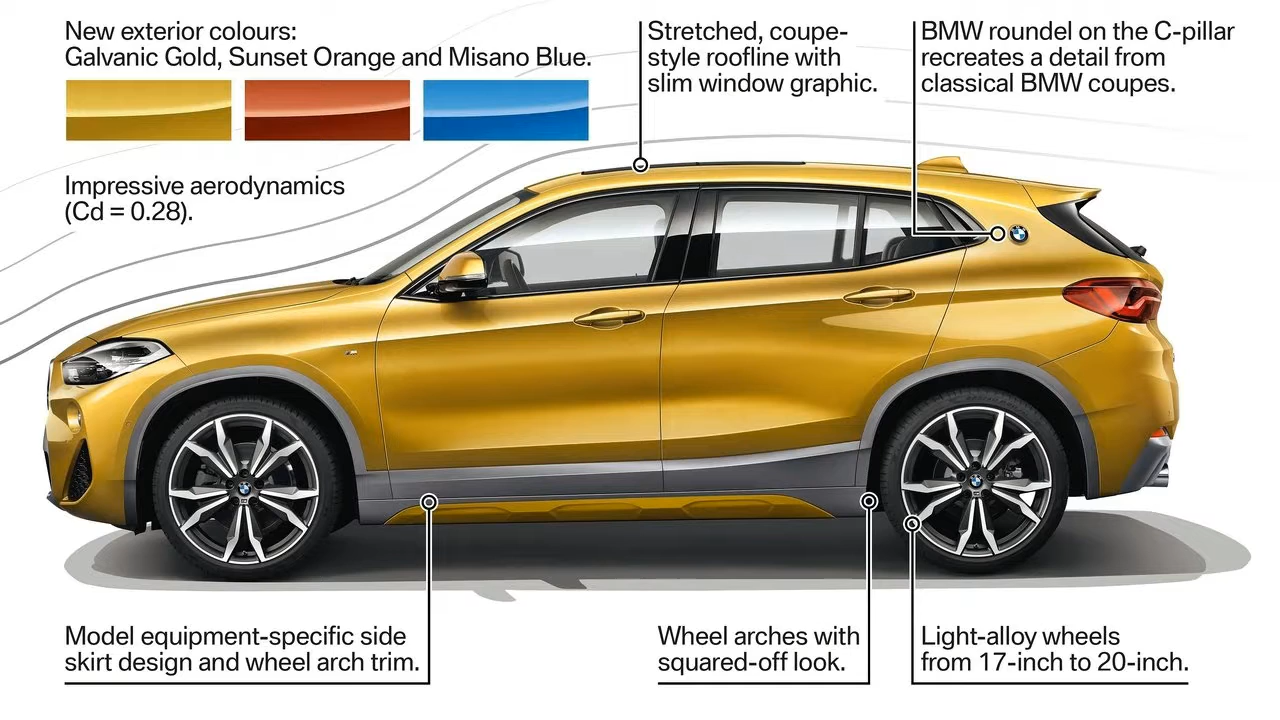 New exterior colours:
Galvanic Gold, Sunset Orange and Misano Blue.
Impressive aerodynamics
(Cd = 0.28).
Stretched, coupe-
style roofline with
slim window graphic.
BMW roundel on the C-pillar
recreates a detail from
classical BMW coupes.
Model equipment-specific side
skirt design and wheel arch trim.
Wheel arches with
squared-off look.
Light-alloy wheels
from 17-inch to 20-inch.